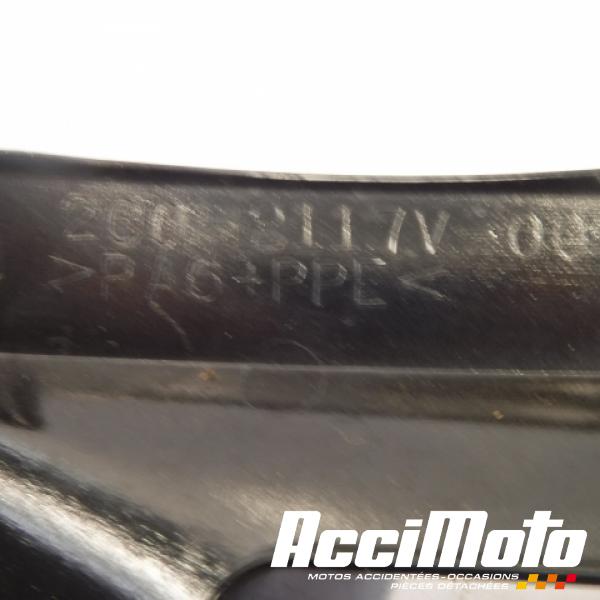 >PA6+PPE<
AcciMoto
MOTOS ACCIDENTÉES-OCCASIONS
PIÈCES DÉTACHÉES